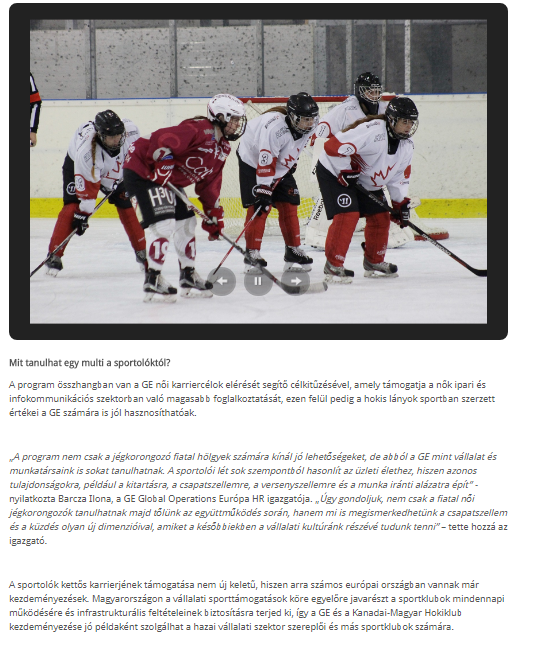 H3U
19
1
11
11
REEBOK
Mit tanulhat egy multi a sportolóktól?
A program összhangban van a GE női karriercélok elérését segítő célkitűzésével, amely támogatja a nők ipari és
infokommunikációs szektorban való magasabb foglalkoztatását, ezen felül pedig a hokis lányok sportban szerzett
értékei a GE számára is jól hasznosíthatóak.
„A program nem csak a jégkorongozó fiatal hölgyek számára kínál jó lehetőségeket, de abból a GE mint vállalat és
munkatársaink is sokat tanulhatnak. A sportolói lét sok szempontból hasonlít az üzleti élethez, hiszen azonos
tulajdonságokra, például a kitartásra, a csapatszellemre, a versenyszellemre és a munka iránti alázatra épít” -
nyilatkozta Barcza Ilona, a GE Global Operations Európa HR igazgatója. „Úgy gondoljuk, nem csak a fiatal női
jégkorongozók tanulhatnak majd tőlünk az együttműködés során, hanem mi is megismerkedhetünk a csapatszellem
és a küzdés olyan új dimenzióival, amiket a későbbiekben a vállalati kultúránk részévé tudunk tenni” – tette hozzá az
igazgató.
A sportolók kettős karrierjének támogatása nem új keletű, hiszen arra számos európai országban vannak már
kezdeményezések. Magyarországon a vállalati sporttámogatások köre egyelőre javarészt a sportklubok mindennapi
működésére és infrastrukturális feltételeinek biztosításra terjed ki, így a GE és a Kanadai-Magyar Hokiklub
kezdeményezése jó példaként szolgálhat a hazai vállalati szektor szereplői és más sportklubok számára.